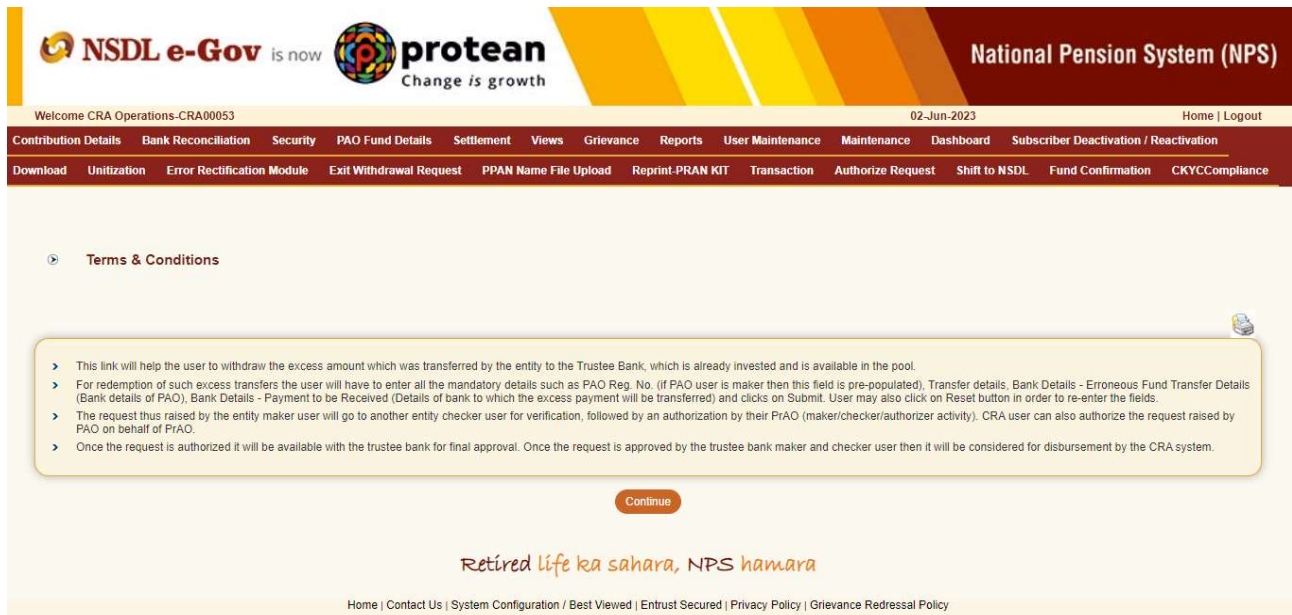 NSDL e-Gov is now protean
Change is growth
National Pension System (NPS)
Welcome CRA Operations-CRA00053 02-Jun-2023 Home | Logout
Contribution Details Bank Reconciliation Security PAO Fund Details Settlement Views Grievance Reports User Maintenance Maintenance Dashboard Subscriber Deactivation / Reactivation
Download Unitization Error Rectification Module Exit Withdrawal Request PPAN Name File Upload Reprint-PRAN KIT Transaction Authorize Request Shift to NSDL Fund Confirmation CKYCCompliance
Terms & Conditions
This link will help the user to withdraw the excess amount which was transferred by the entity to the Trustee Bank, which is already invested and is available in the pool.
For redemption of such excess transfers the user will have to enter all the mandatory details such as PAO Reg. No. (if PAO user is maker then this field is pre-populated), Transfer details, Bank Details - Erroneous Fund Transfer Details
(Bank details of PAO), Bank Details - Payment to be Received (Details of bank to which the excess payment will be transferred) and clicks on Submit. User may also click on Reset button in order to re-enter the fields.
The request thus raised by the entity maker user will go to another entity checker user for verification, followed by an authorization by their PrAO (maker/checker/authorizer activity). CRA user can also authorize the request raised by
PAO on behalf of PrAO.
Once the request is authorized it will be available with the trustee bank for final approval. Once the request is approved by the trustee bank maker and checker user then it will be considered for disbursement by the CRA system.
Continue
Retired life ka sahara, NPS hamara
Home | Contact Us | System Configuration / Best Viewed | Entrust Secured | Privacy Policy | Grievance Redressal Policy